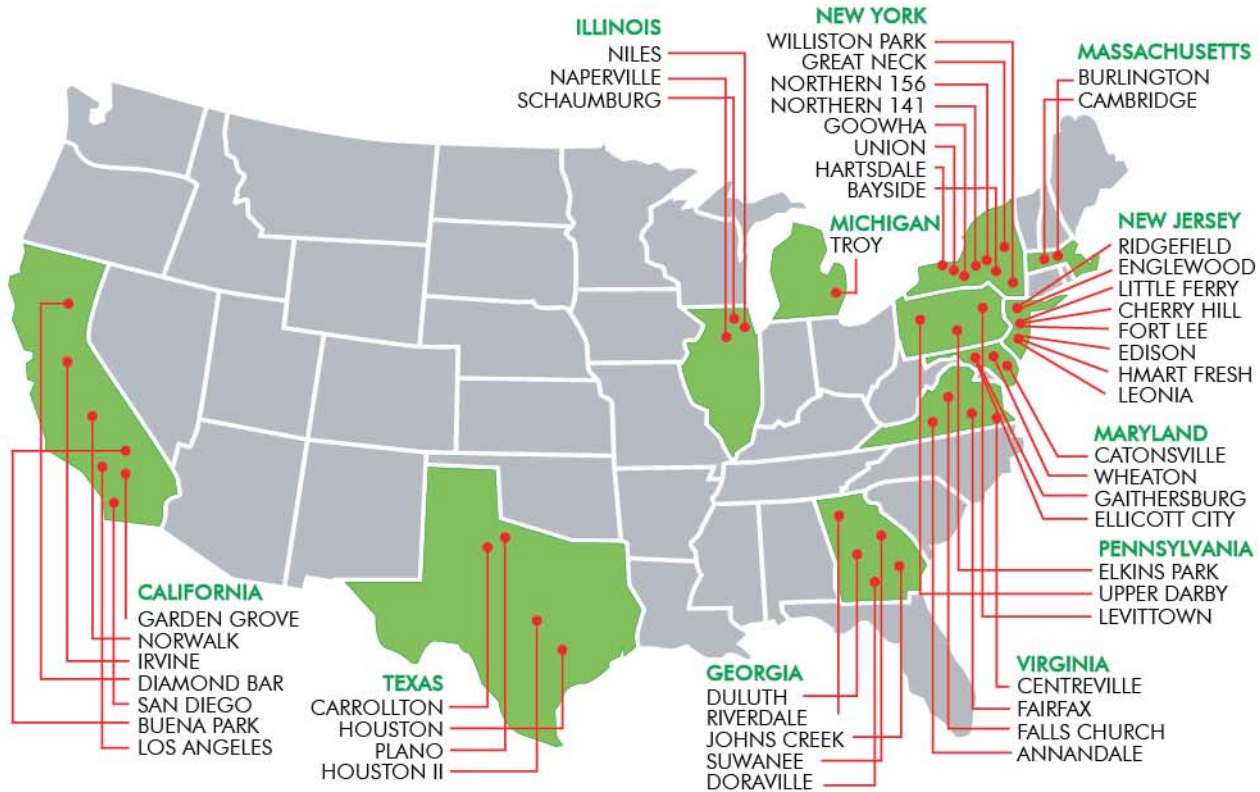 ILLINOIS
NILES
NAPERVILLE
SCHAUMBURG
NEW YORK
WILLISTON PARK
GREAT NECK
NORTHERN 156
NORTHERN 141
GOOWHA
UNION
HARTSDALE
BAYSIDE
MASSACHUSETTS
BURLINGTON
CAMBRIDGE
MICHIGAN
TROY
NEW JERSEY
RIDGEFIELD
ENGLEWOOD
LITTLE FERRY
CHERRY HILL
FORT LEE
EDISON
HMART FRESH
LEONIA
MARYLAND
CATONSVILLE
WHEATON
GAITHERSBURG
ELLICOTT CITY
PENNSYLVANIA
ELKINS PARK
UPPER DARBY
LEVITTOWN
CALIFORNIA
GARDEN GROVE
NORWALK
IRVINE
DIAMOND BAR
SAN DIEGO
BUENA PARK
LOS ANGELES
TEXAS
CARROLLTON
HOUSTON
PLANO
HOUSTON II
GEORGIA
DULUTH
RIVERDALE
JOHNS CREEK
SUWANEE
DORAVILLE
VIRGINIA
CENTREVILLE
FAIRFAX
FALLS CHURCH
ANNANDALE